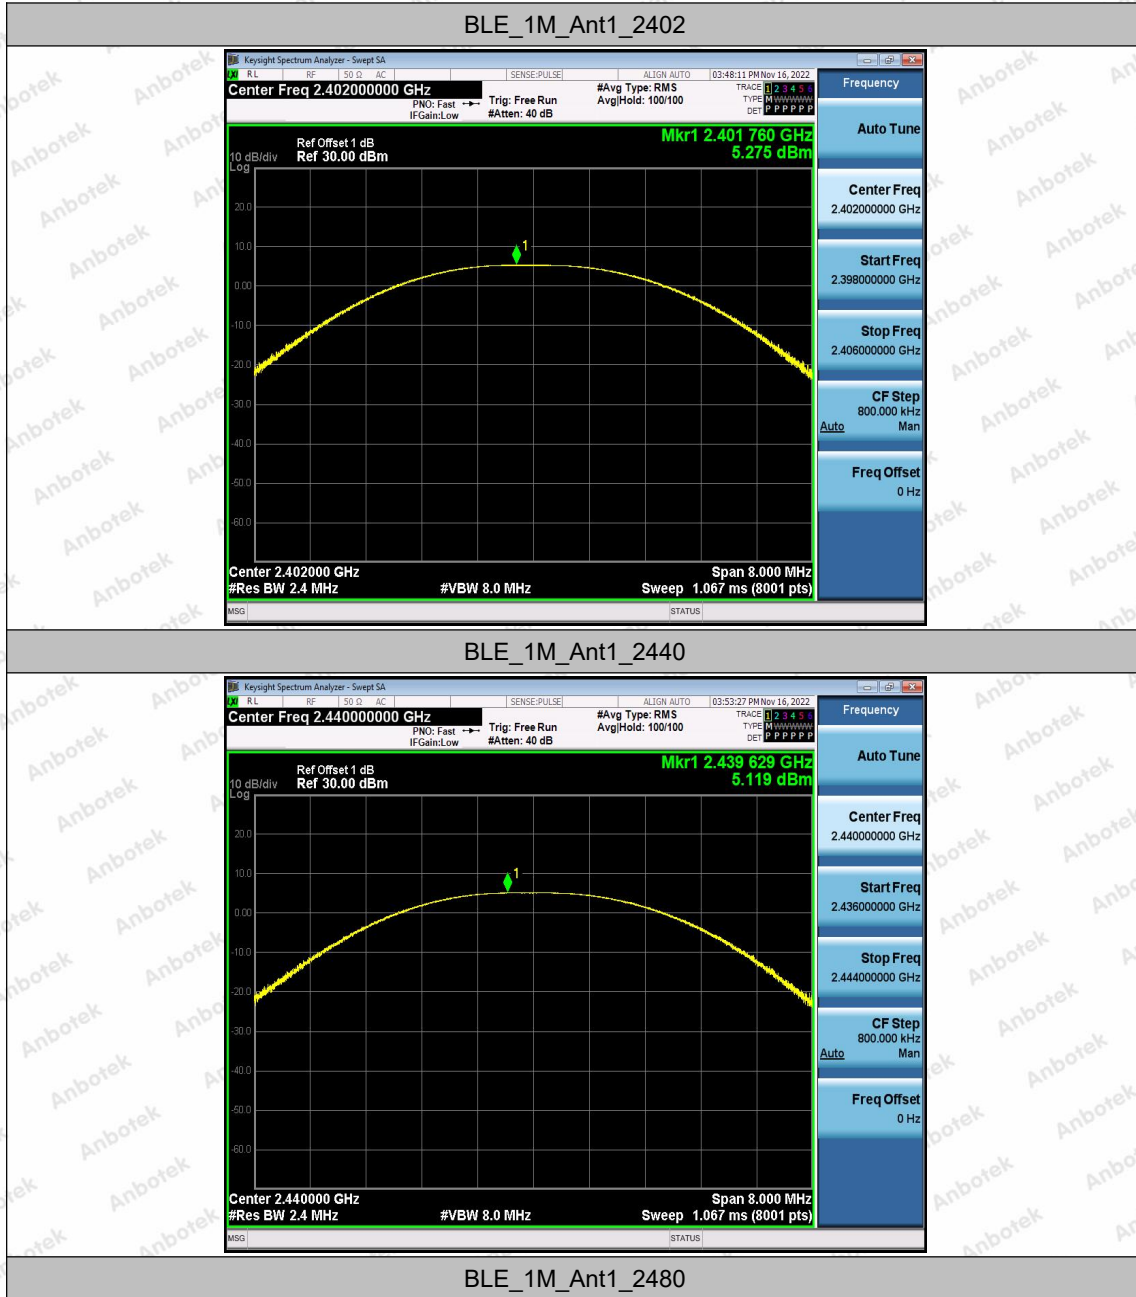 BLE_1M_Ant1_2402
Keysight Spectrum Analyzer - Swept SA
LXI RL RF 50 Ω AC SENSE:PULSE ALIGN AUTO 03:48:11 PM Nov 16, 2022
Center Freq 2.402000000 GHz
PNO: Fast
IFGain:Low
Trig: Free Run
#Atten: 40 dB
#Avg Type: RMS
Avg|Hold: 100/100
TRACE 1 2 3 4 5 6
TYPE M W W W W W
DET P P P P P P
Frequency
Mkr1 2.401 760 GHz
5.275 dBm
Ref Offset 1 dB
10 dB/div Ref 30.00 dBm
Log
20.0
10.0
0.00
-10.0
-20.0
-30.0
-40.0
-50.0
-60.0
1
Auto Tune
Center Freq
2.402000000 GHz
Start Freq
2.398000000 GHz
Stop Freq
2.406000000 GHz
CF Step
800.000 kHz
Auto Man
Freq Offset
0 Hz
Center 2.402000 GHz Span 8.000 MHz
#Res BW 2.4 MHz #VBW 8.0 MHz Sweep 1.067 ms (8001 pts)
MSG STATUS
BLE_1M_Ant1_2440
Keysight Spectrum Analyzer - Swept SA
LXI RL RF 50 Ω AC SENSE:PULSE ALIGN AUTO 03:53:27 PM Nov 16, 2022
Center Freq 2.440000000 GHz
PNO: Fast
IFGain:Low
Trig: Free Run
#Atten: 40 dB
#Avg Type: RMS
Avg|Hold: 100/100
TRACE 1 2 3 4 5 6
TYPE M W W W W W
DET P P P P P P
Frequency
Mkr1 2.439 629 GHz
5.119 dBm
Ref Offset 1 dB
10 dB/div Ref 30.00 dBm
Log
20.0
10.0
0.00
-10.0
-20.0
-30.0
-40.0
-50.0
-60.0
1
Auto Tune
Center Freq
2.440000000 GHz
Start Freq
2.436000000 GHz
Stop Freq
2.444000000 GHz
CF Step
800.000 kHz
Auto Man
Freq Offset
0 Hz
Center 2.440000 GHz Span 8.000 MHz
#Res BW 2.4 MHz #VBW 8.0 MHz Sweep 1.067 ms (8001 pts)
MSG STATUS
BLE_1M_Ant1_2480